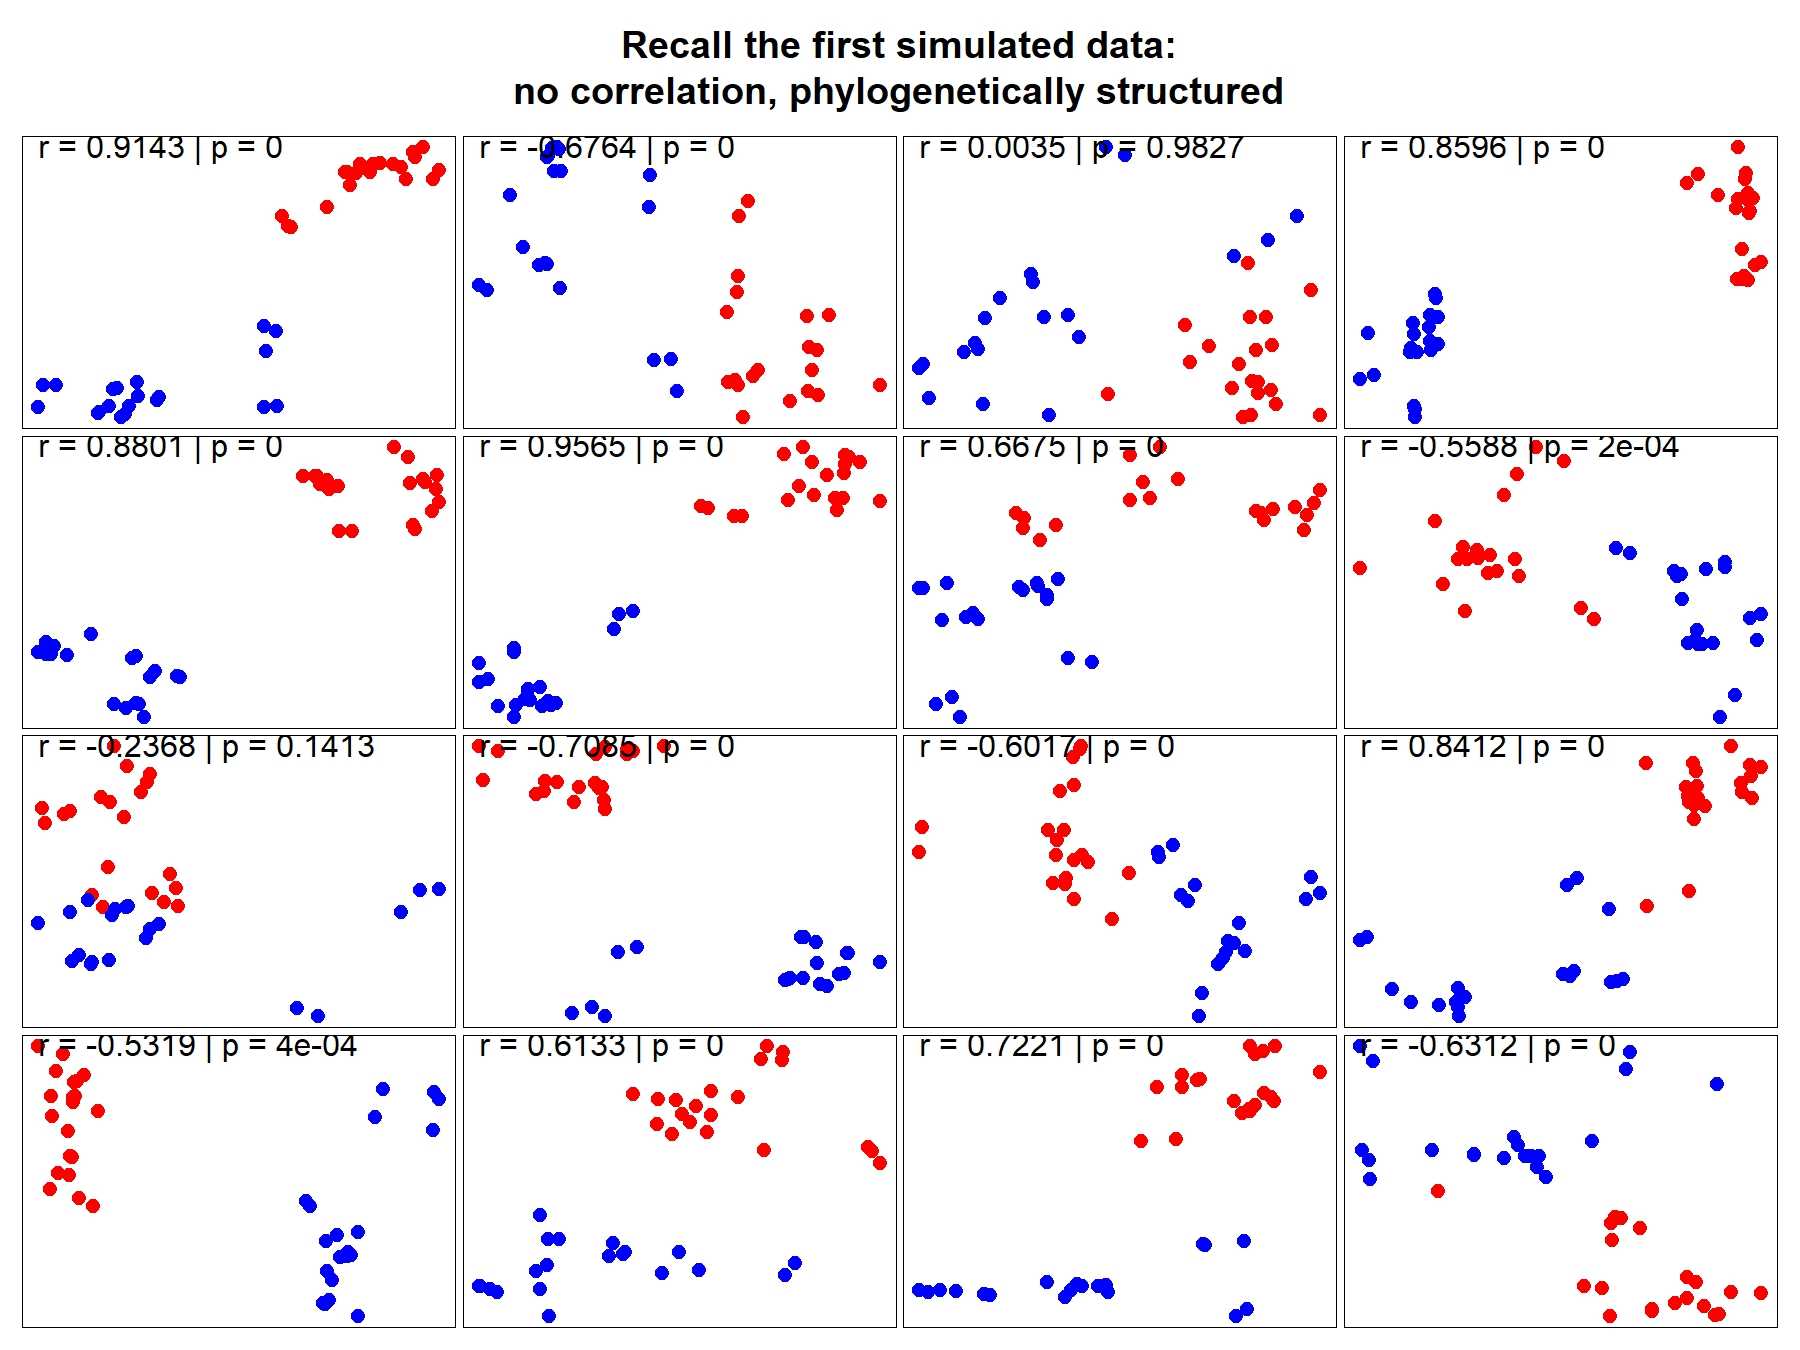 Recall the first simulated data:
no correlation, phylogenetically structured
r = 0.9143 | p = 0
r = -0.6764 | p = 0
r = 0.0035 | p = 0.9827
r = 0.8596 | p = 0
r = 0.8801 | p = 0
r = 0.9565 | p = 0
r = 0.6675 | p = 0
r = -0.5588 | p = 2e-04
r = -0.2368 | p = 0.1413
r = -0.7085 | p = 0
r = -0.6017 | p = 0
r = 0.8412 | p = 0
r = -0.5319 | p = 4e-04
r = 0.6133 | p = 0
r = 0.7221 | p = 0
r = -0.6312 | p = 0